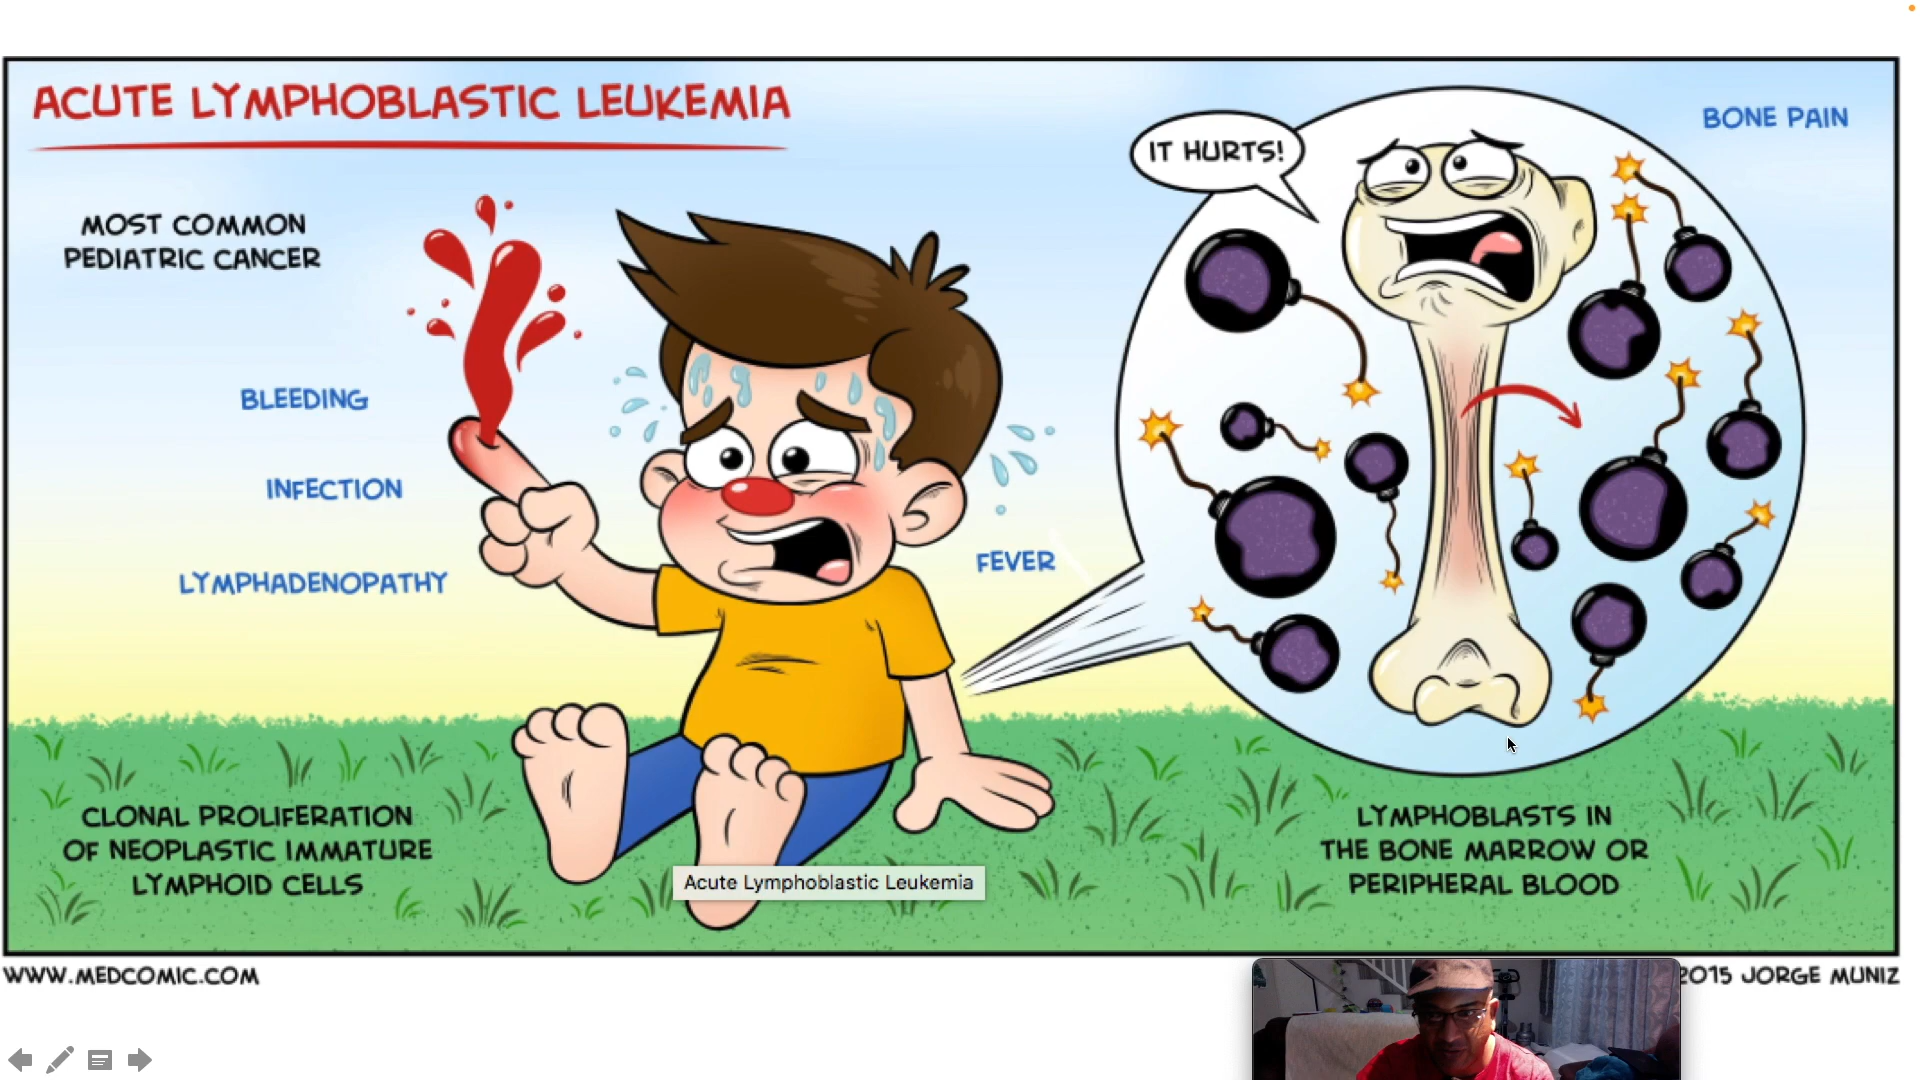 ACUTE LYMPHOBLASTIC LEUKEMIA
MOST COMMON
PEDIATRIC CANCER
BLEEDING
INFECTION
LYMPHADENOPATHY
FEVER
IT HURTS!
BONE PAIN
CLONAL PROLIFERATION
OF NEOPLASTIC IMMATURE
LYMPHOID CELLS
Acute Lymphoblastic Leukemia
LYMPHOBLASTS IN
THE BONE MARROW OR
PERIPHERAL BLOOD
WWW.MEDCOMIC.COM
2015 JORGE MUNIZ